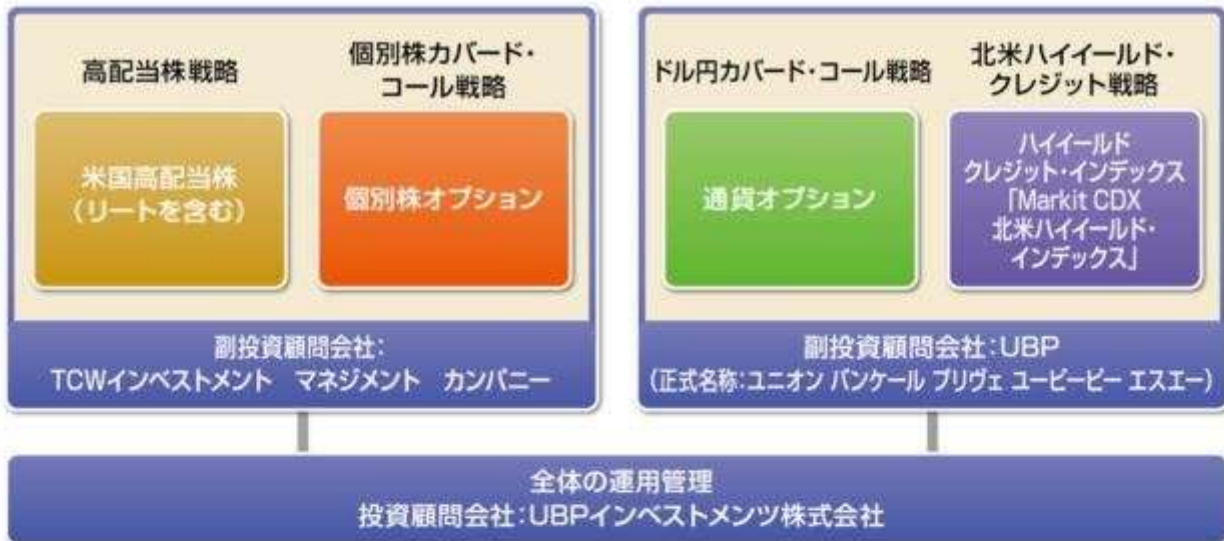 高配当株戦略
米国高配当株
（リートを含む）
個別株カバード・
コール戦略
個別株オプション
副投資顧問会社：
TCWインベストメント　マネジメント　カンパニー
ドル円カバード・コール戦略
通貨オプション
北米ハイイールド・
クレジット戦略
ハイイールド
クレジット・インデックス
「Markit CDX
北米ハイイールド・
インデックス」
副投資顧問会社：UBP
（正式名称：ユニオン バンケール プリヴェ ユービーピー エスエー）
全体の運用管理
投資顧問会社：UBPインベストメンツ株式会社